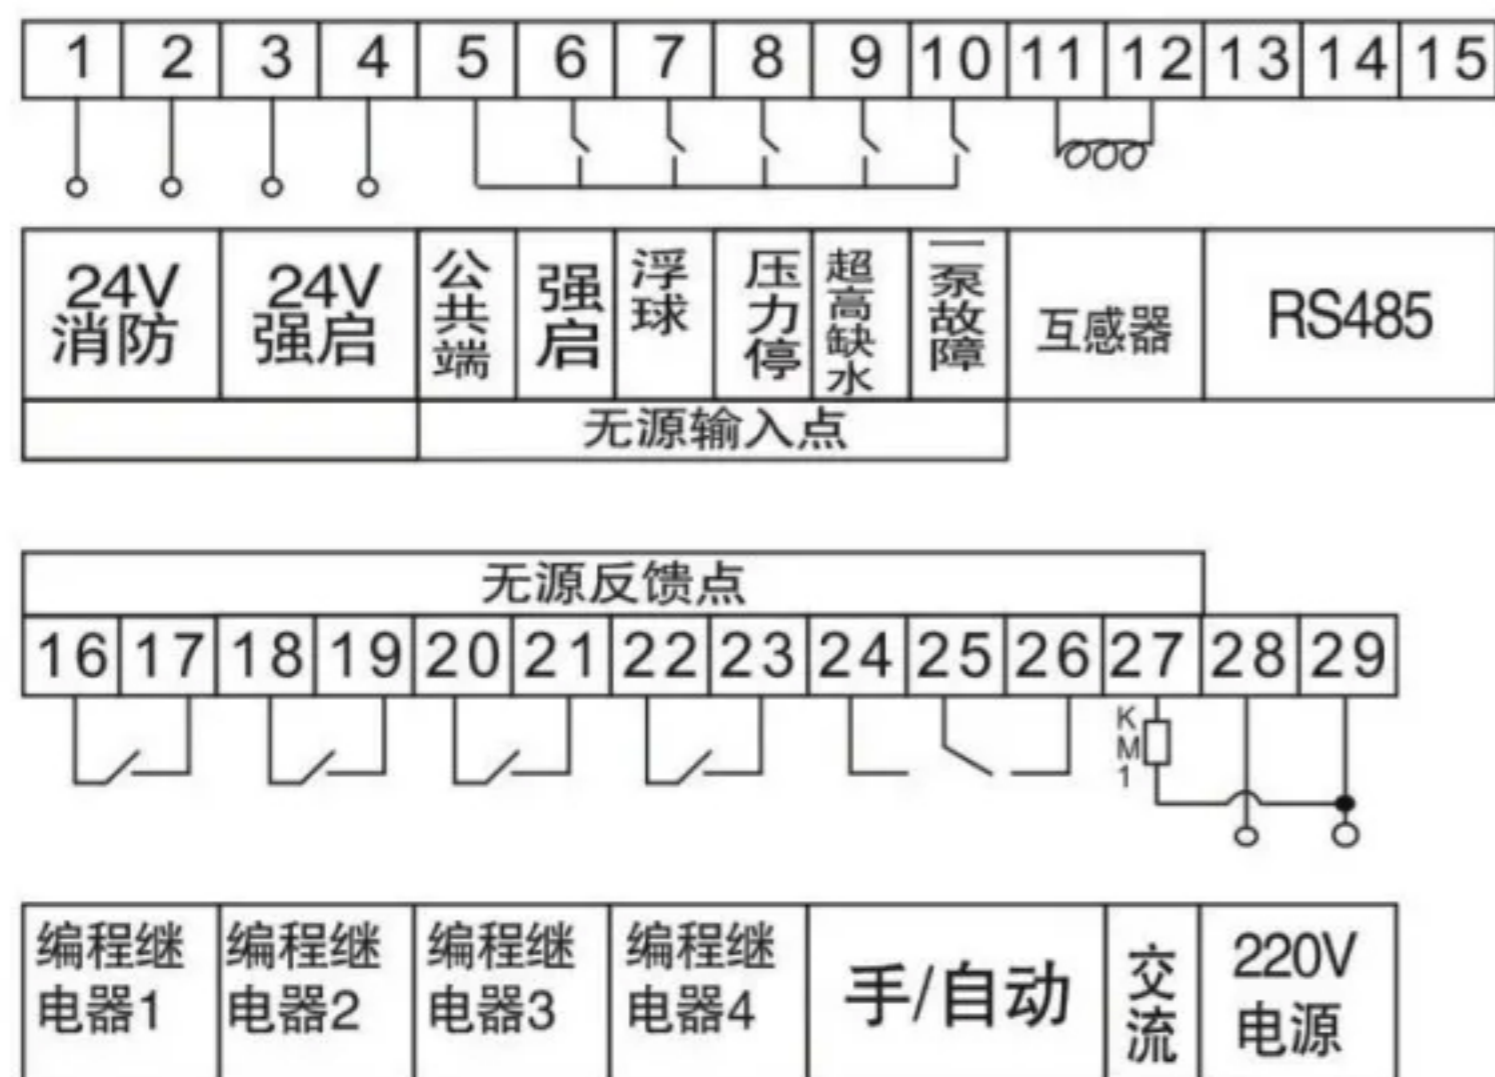 1 2 3 4 5 6 7 8 9 10 11 12 13 14 15
24V
消防
24V
强启
公共端
强启
浮球
压力停
超高缺水
二泵故障
互感器
RS485
无源输入点
无源反馈点
16 17 18 19 20 21 22 23 24 25 26 27 28 29
KM1
编程继
电器1
编程继
电器2
编程继
电器3
编程继
电器4
手/自动
交流
220V
电源